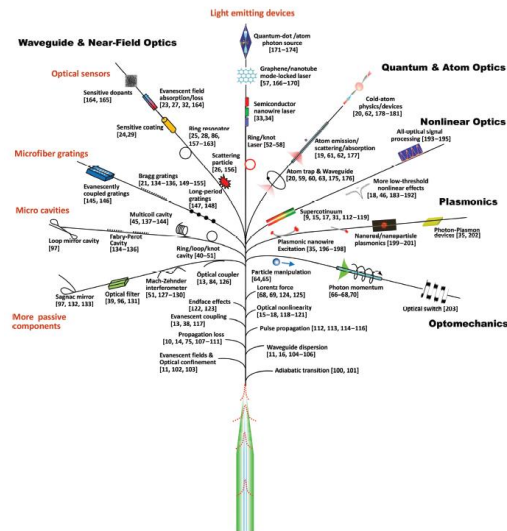 Light emitting devices
Waveguide & Near-Field Optics
Quantum-dot /atom
photon source
[171−174]
Optical sensors
Graphene/nanotube
mode-locked laser
[57, 166−170]
Quantum & Atom Optics
Sensitive dopants
[164, 165]
Evanescent field
absorption/loss
[23, 27, 32, 164]
Semiconductor
nanowire laser
[33,34]
Cold-atom
physics/devices
[20, 62, 178−181]
Nonlinear Optics
Sensitive coating
[24,29]
Ring resonator
[25, 28, 86,
157−163]
Ring/knot Laser
[52−58]
Atom emission/
scattering/absorption
[19, 61, 62, 177]
All-optical signal
processing [193−195]
Microfiber gratings
Scattering
particle
[26, 156]
Atom trap & Waveguide
[20, 59, 60, 63, 175, 176]
Bragg gratings
[21, 134−136, 149−155]
More low-threshold
nonlinear effects
[18, 46, 183−192]
Evanescently
coupled gratings
[145, 146]
Long-period
gratings
[147, 148]
Plasmonics
Micro cavities
Multicoil cavity
[45, 137−144]
Supercotinuum
[9, 15, 17, 31, 112−119]
Loop mirror cavity
[97]
Fabry-Perot
Cavity
[134−136]
Ring/loop/knot
cavity [40−51]
Plasmonic nanowire
Excitation [35, 196−198]
Nanored/nanoparticle
plasmonics [199−201]
Photon-Plasmon
devices [35, 202]
Optical coupler
[13, 84, 126]
Particle manipulation
[64,65]
Mach-Zehnder
interferometor
[51, 127−130]
Lorentz force
[68, 69, 124, 125]
Photon momentum
[66−68,70]
Sagnac mirror
[97, 132, 133]
Optical filter
[39, 96, 131]
Endface effects
[122, 123]
Optical nonlinearity
[15−18, 118−121]
Optical switch [203]
More passive
components
Evanescent coupling
[13, 38, 117]
Optomechanics
Pulse propagation [112, 113, 114−116]
Propagation loss
[10, 14, 75, 107−111]
Waveguide dispersion
[11, 16, 104−106]
Evanescent fields &
Optical confinement
[11, 102, 103]
Adiabatic transition [100, 101]